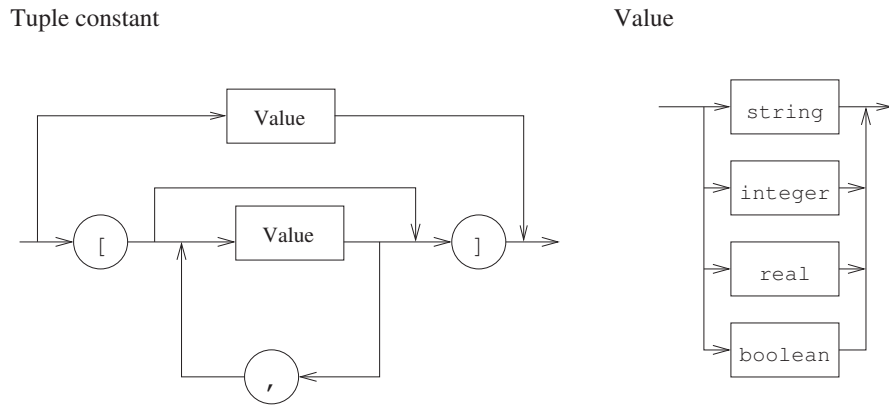 Tuple constant
Value
Value
string
integer
[
Value
]
real
,
boolean